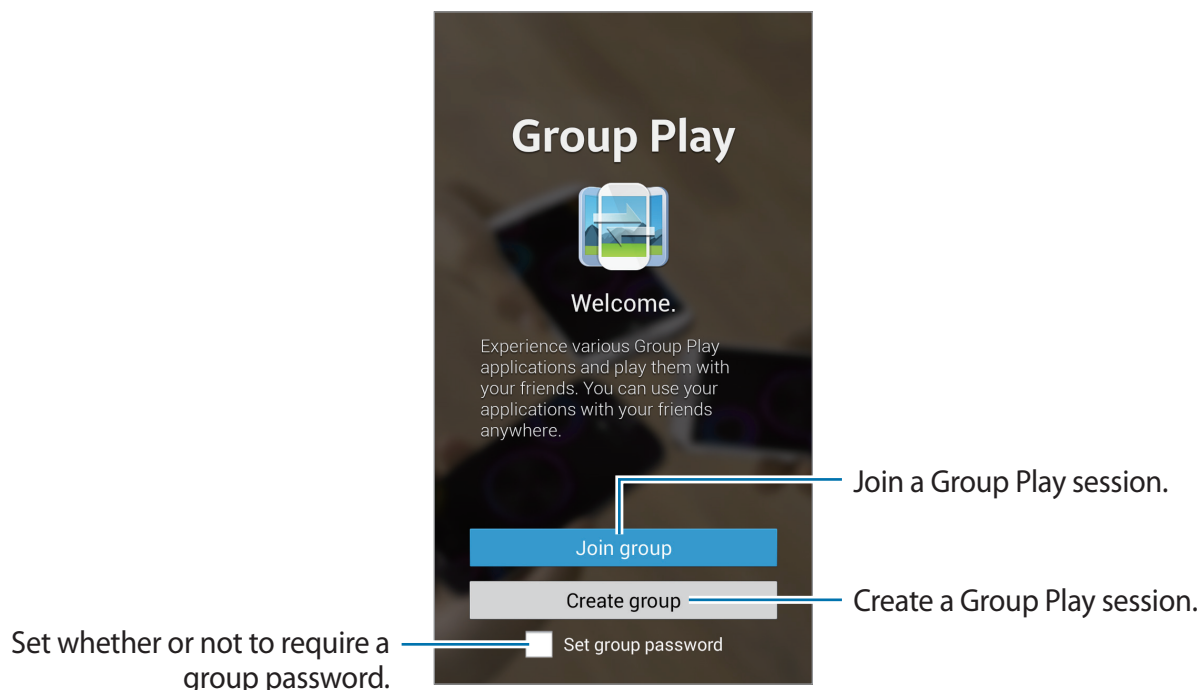 Group Play
Welcome.
Experience various Group Play
applications and play them with
your friends. You can use your
applications with your friends
anywhere.
Join a Group Play session.
Join group
Create group
Create a Group Play session.
Set group password
Set whether or not to require a
group password.